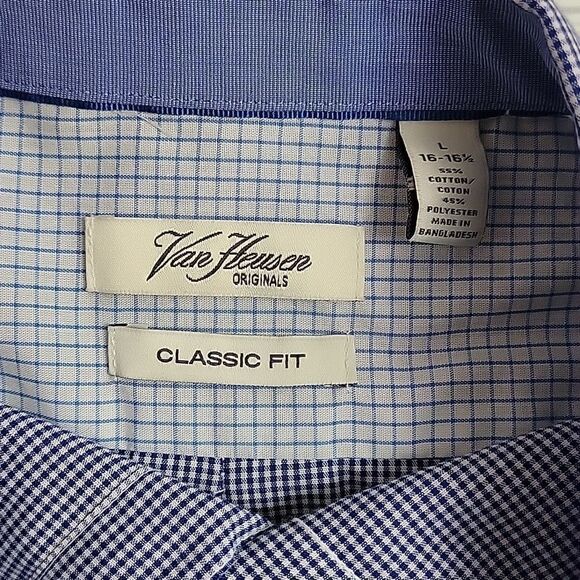 L
16-16½
55%
COTTON/
COTON
45%
POLYESTER
MADE IN
BANGLADESH
Van Heusen
ORIGINALS
CLASSIC FIT